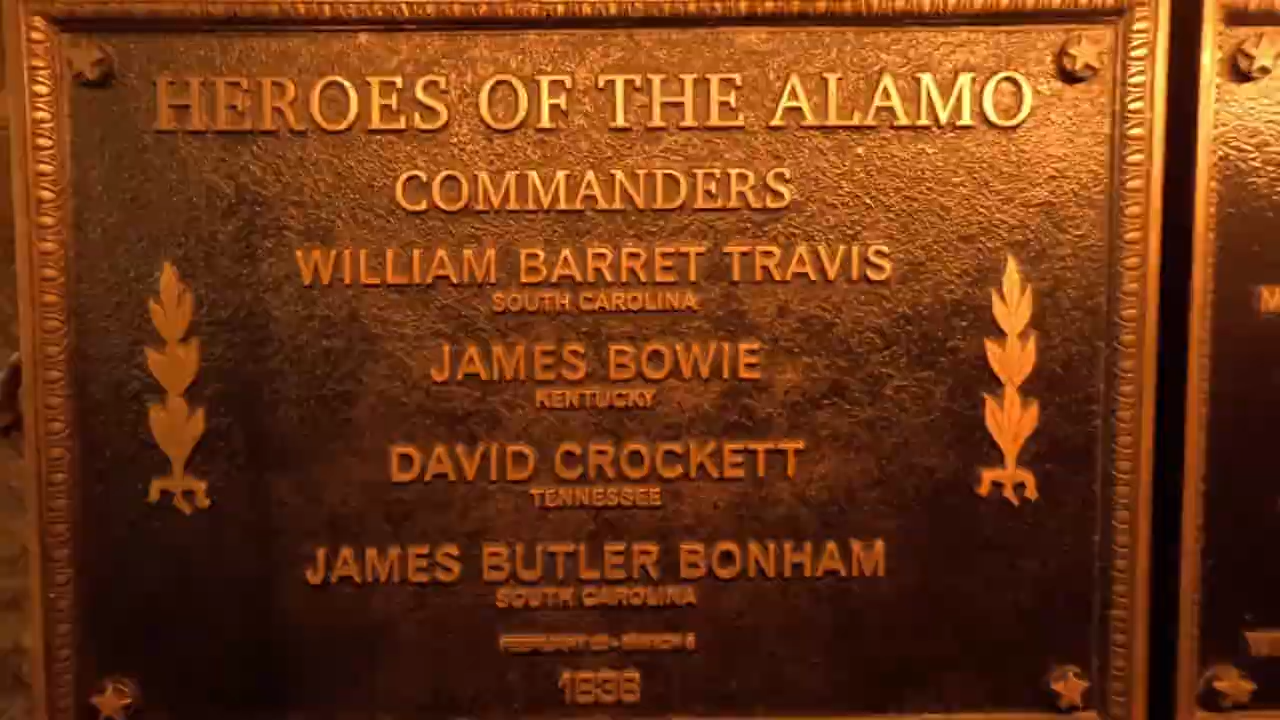 HEROES OF THE ALAMO
COMMANDERS
WILLIAM BARRET TRAVIS
SOUTH CAROLINA
JAMES BOWIE
KENTUCKY
DAVID CROCKETT
TENNESSEE
JAMES BUTLER BONHAM
SOUTH CAROLINA
1836